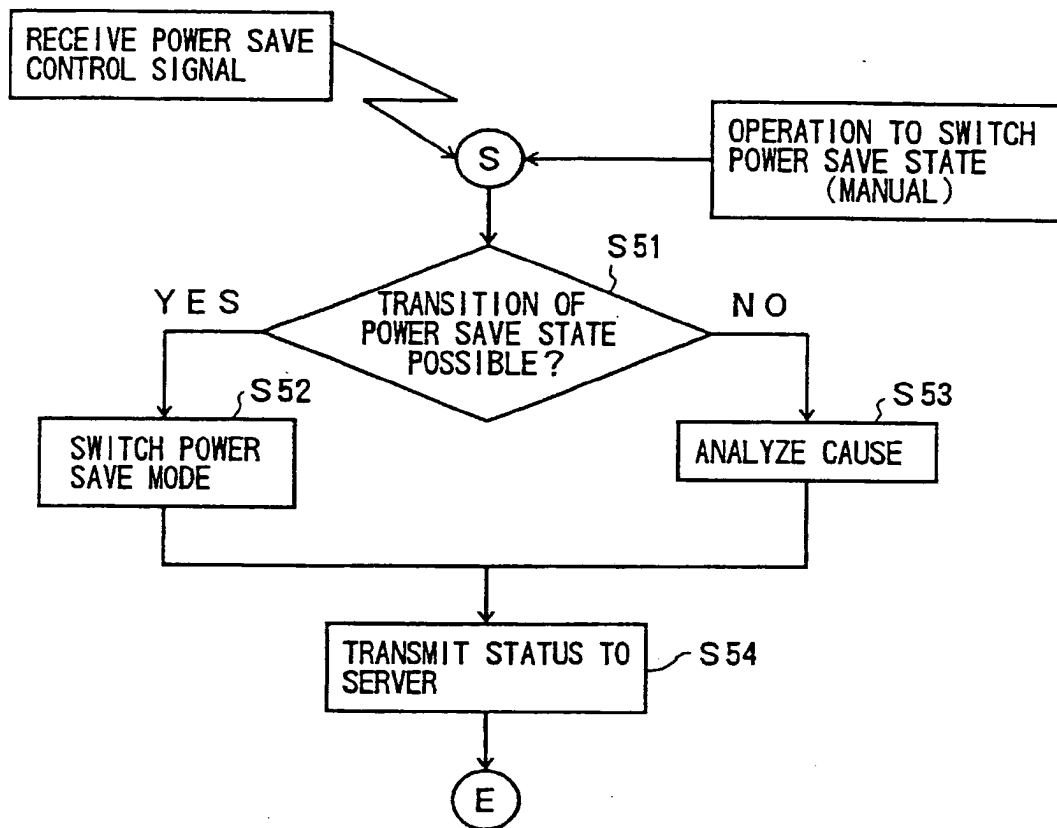 RECEIVE POWER SAVE
CONTROL SIGNAL
OPERATION TO SWITCH
POWER SAVE STATE
(MANUAL)
S
S51
TRANSITION OF
POWER SAVE STATE
POSSIBLE?
YES
NO
S52
SWITCH POWER
SAVE MODE
S53
ANALYZE CAUSE
TRANSMIT STATUS TO
SERVER
S54
E